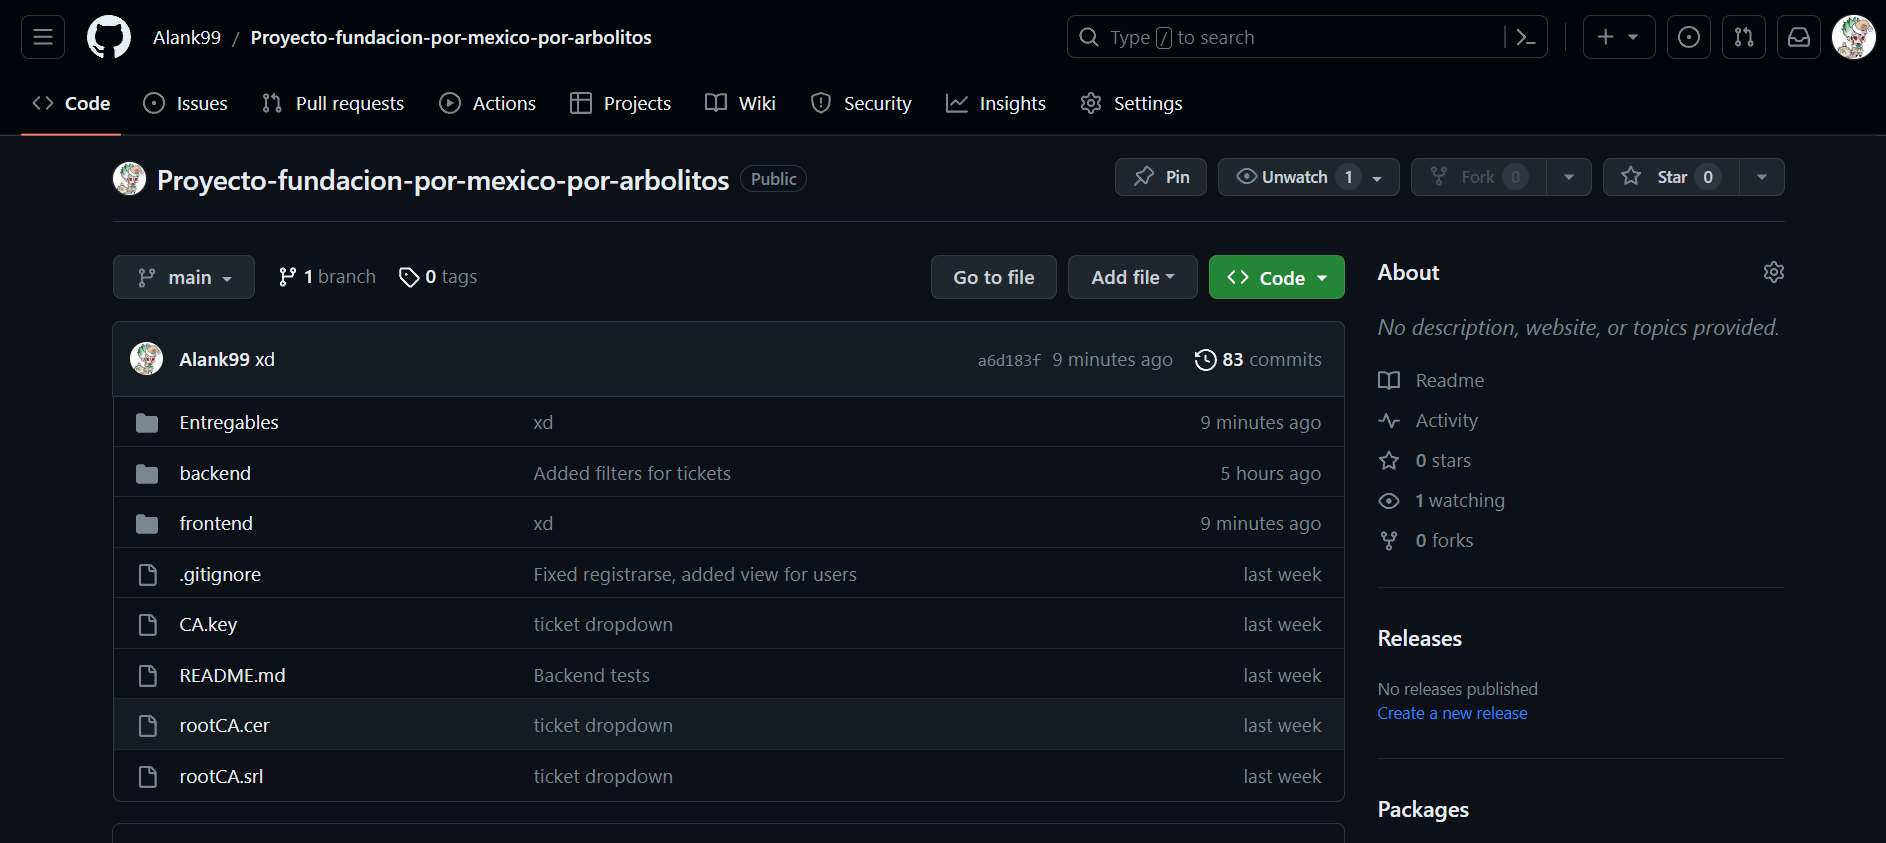 Alank99 / Proyecto-fundacion-por-mexico-por-arbolitos
Type / to search
Code Issues Pull requests Actions Projects Wiki Security Insights Settings
Proyecto-fundacion-por-mexico-por-arbolitos Public
Pin Unwatch 1 Fork 0 Star 0
main 1 branch 0 tags Go to file Add file Code
Alank99 xd a6d183f 9 minutes ago 83 commits
Entregables xd 9 minutes ago
backend Added filters for tickets 5 hours ago
frontend xd 9 minutes ago
.gitignore Fixed registrarse, added view for users last week
CA.key ticket dropdown last week
README.md Backend tests last week
rootCA.cer ticket dropdown last week
rootCA.srl ticket dropdown last week
About
No description, website, or topics provided.
Readme
Activity
0 stars
1 watching
0 forks
Releases
No releases published
Create a new release
Packages